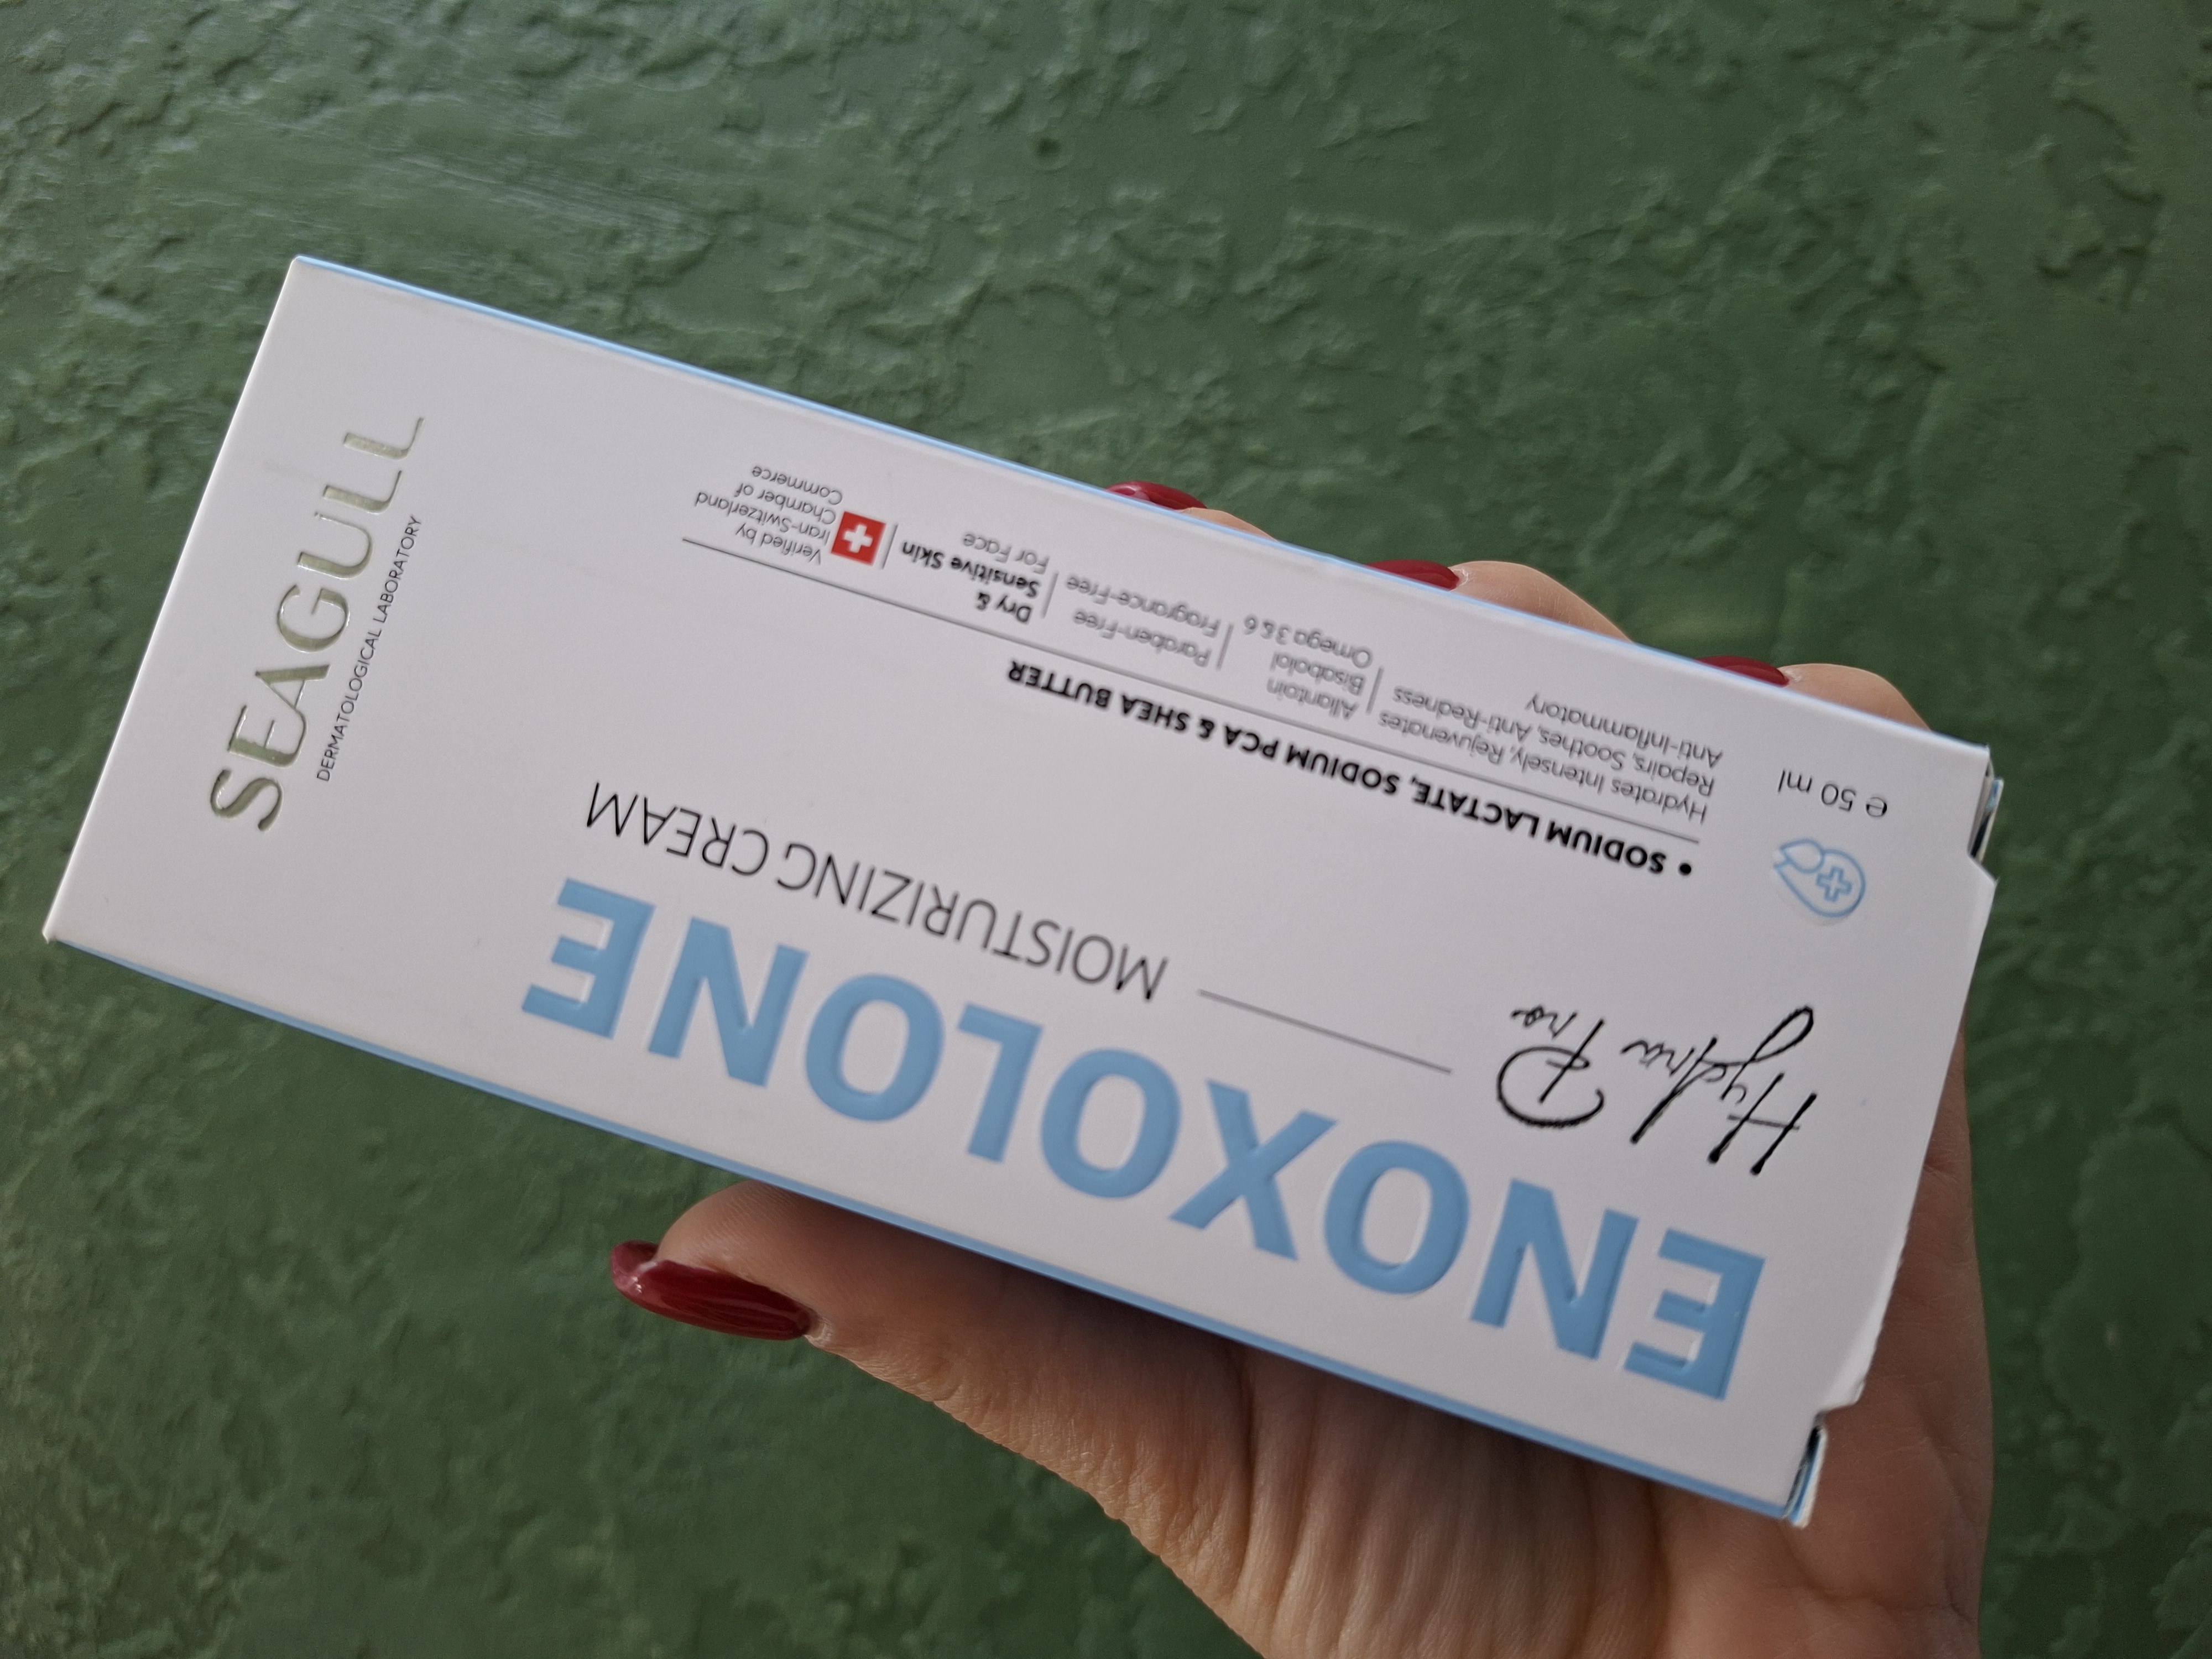 ENOXOLONE
Hydra Pro
MOISTURIZING CREAM
• SODIUM LACTATE, SODIUM PCA & SHEA BUTTER
Hydrates Intensely, Rejuvenates
Repairs, Soothes, Anti-Redness
Anti-Inflammatory
Allantoin
Bisabolol
Omega 3 & 6
Paraben-Free
Fragrance-Free
Dry &
Sensitive Skin
For Face
Verified by
Iran-Switzerland
Chamber of
Commerce
e 50 ml
SEAGULL
DERMATOLOGICAL LABORATORY